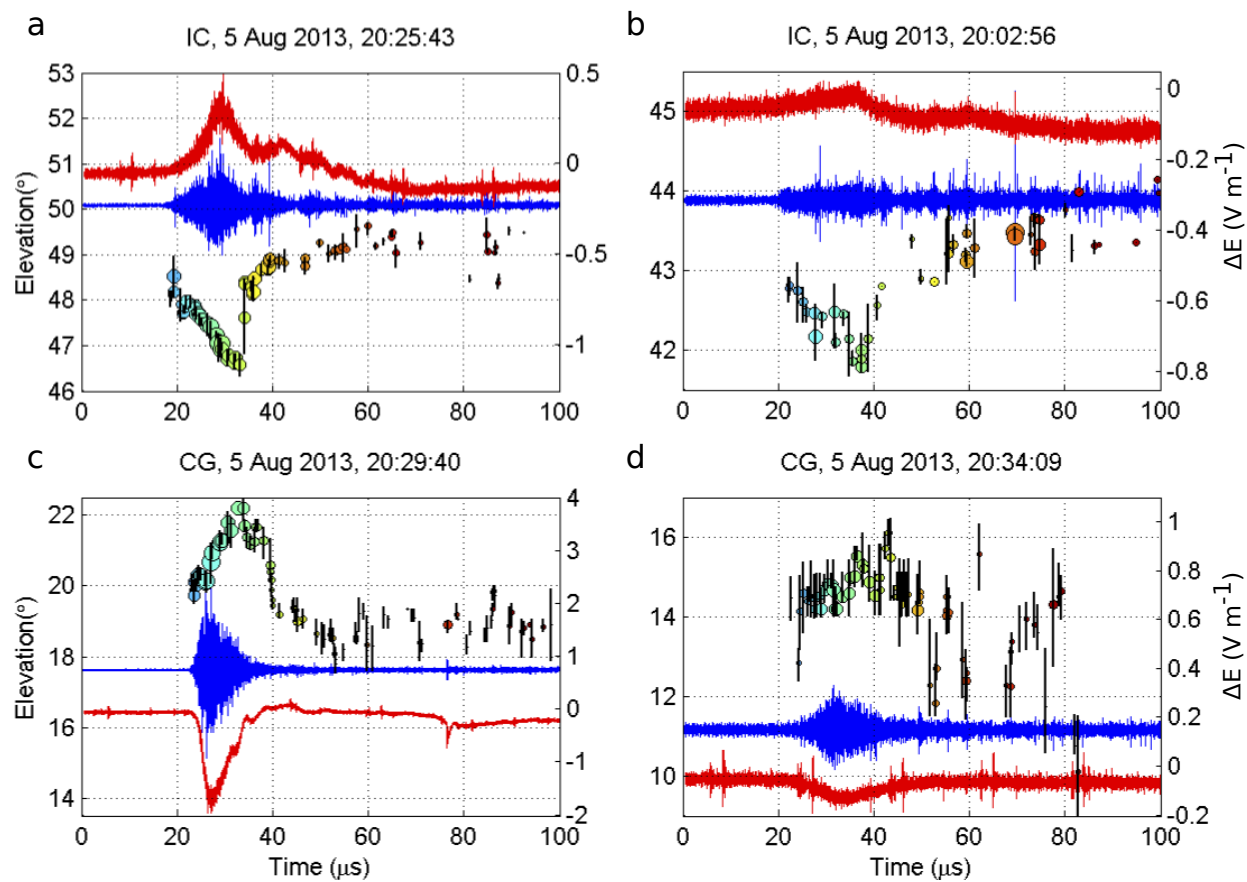 a
IC, 5 Aug 2013, 20:25:43
53
52
51
50
49
48
47
46
Elevation(°)
0.5
0
-0.5
-1
0 20 40 60 80 100
b
IC, 5 Aug 2013, 20:02:56
45
44
43
42
0
-0.2
-0.4
-0.6
-0.8
ΔE (V m⁻¹)
0 20 40 60 80 100
c
CG, 5 Aug 2013, 20:29:40
22
20
18
16
14
Elevation(°)
4
3
2
1
0
-1
-2
0 20 40 60 80 100
Time (μs)
d
CG, 5 Aug 2013, 20:34:09
16
14
12
10
1
0.8
0.6
0.4
0.2
0
-0.2
ΔE (V m⁻¹)
0 20 40 60 80 100
Time (μs)